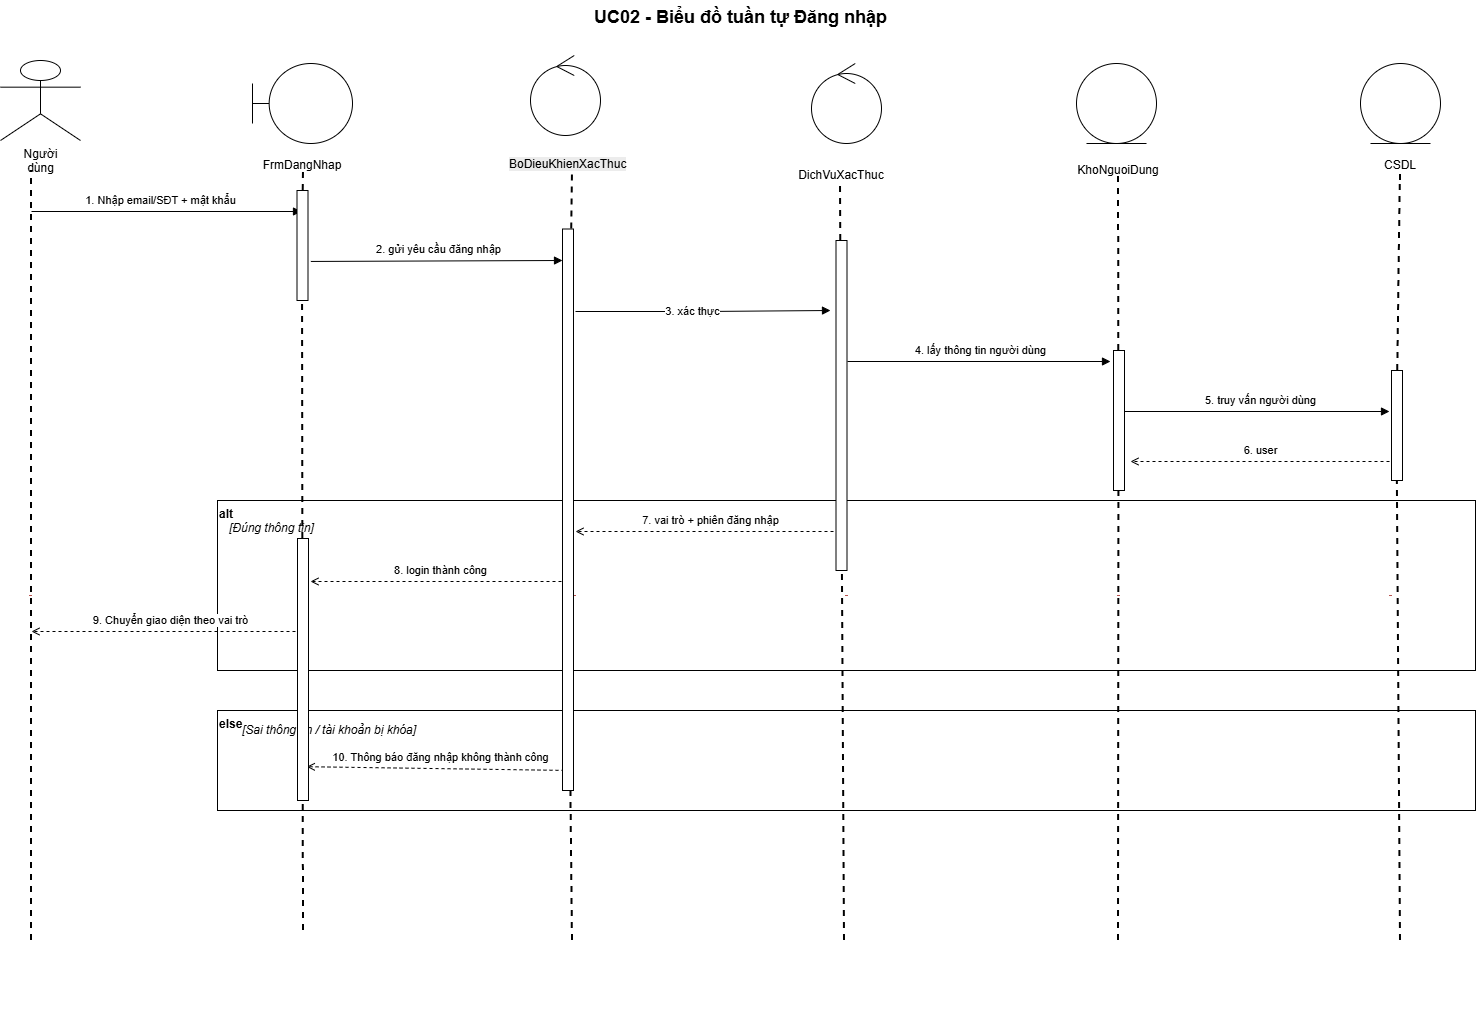 UC02 - Biểu đồ tuần tự Đăng nhập
Người
dùng
FrmDangNhap
BoDieuKhienXacThuc
DichVuXacThuc
KhoNguoiDung
CSDL
1. Nhập email/SĐT + mật khẩu
2. gửi yêu cầu đăng nhập
3. xác thực
4. lấy thông tin người dùng
5. truy vấn người dùng
6. user
alt
[Đúng thông tin]
7. vai trò + phiên đăng nhập
8. login thành công
9. Chuyển giao diện theo vai trò
else
[Sai thông tin / tài khoản bị khóa]
10. Thông báo đăng nhập không thành công